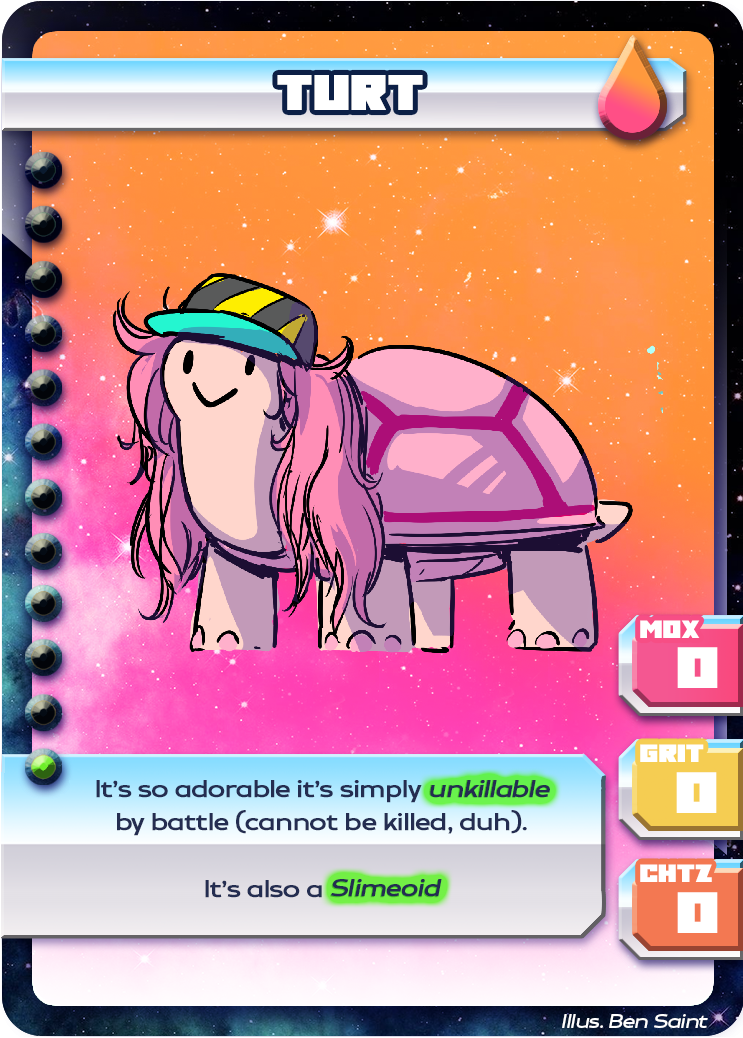 TURT
MOX
0
GRIT
0
CHTZ
0
It's so adorable it's simply unkillable
by battle (cannot be killed, duh).
It's also a Slimeoid
Illus. Ben Saint